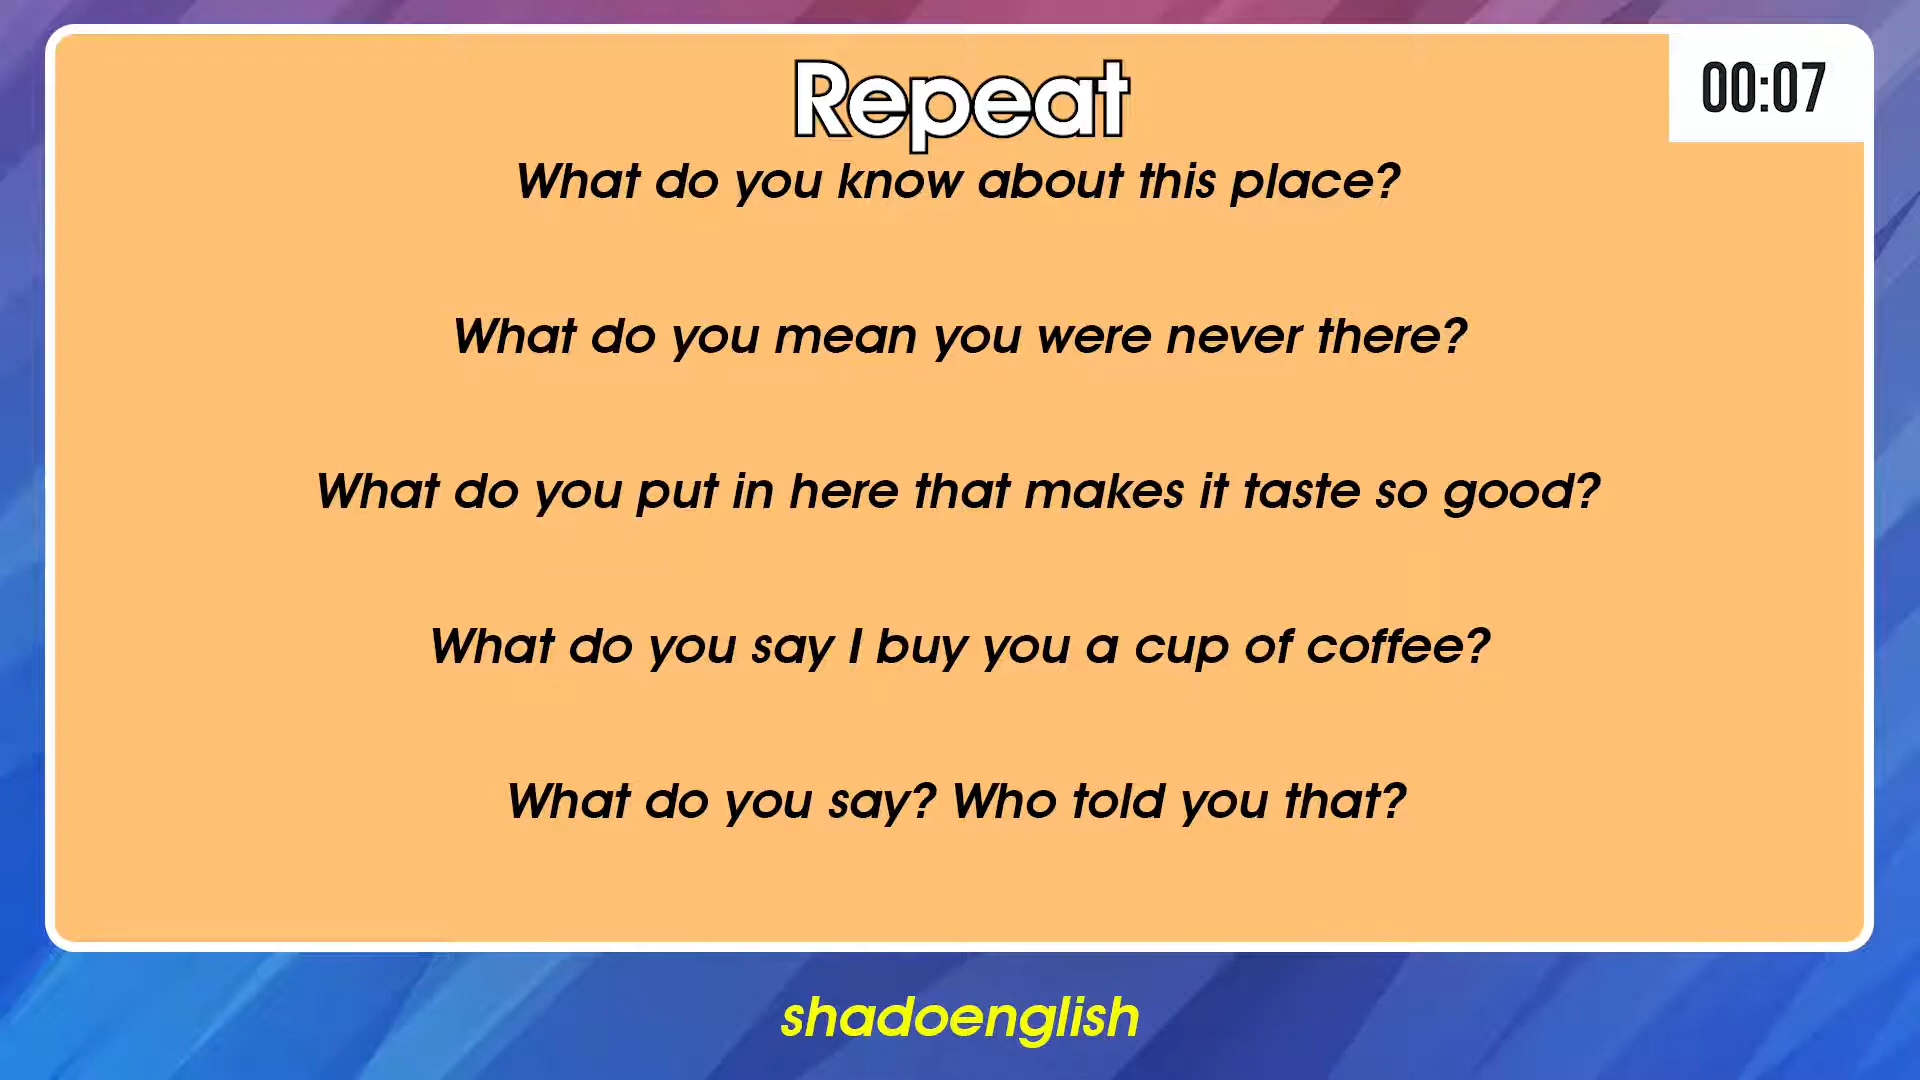 Repeat
00:07
What do you know about this place?
What do you mean you were never there?
What do you put in here that makes it taste so good?
What do you say I buy you a cup of coffee?
What do you say? Who told you that?
shadoenglish